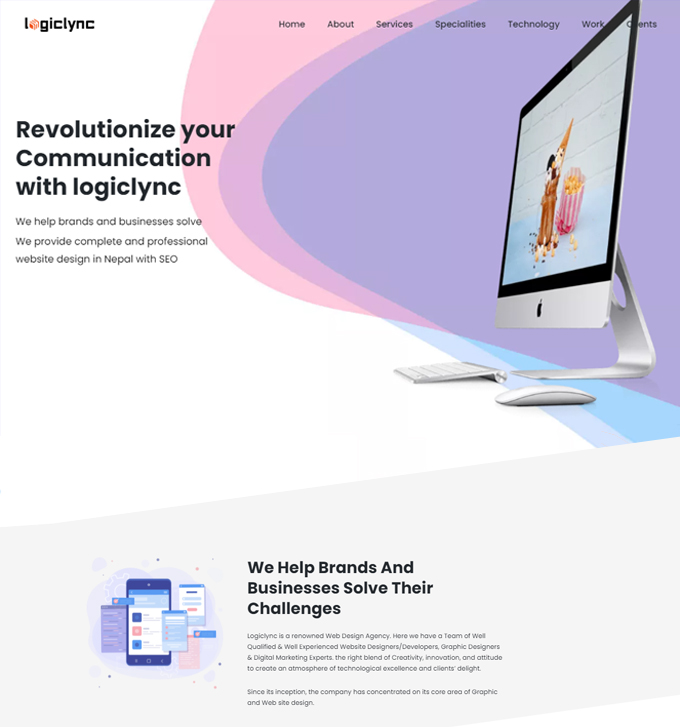 logiclync
Home About Services Specialities Technology Work Clients
Revolutionize your
Communication
with logiclync
We help brands and businesses solve
We provide complete and professional
website design in Nepal with SEO
We Help Brands And
Businesses Solve Their
Challenges
Logiclync is a renowned Web Design Agency. Here we have a Team of Well
Qualified & Well Experienced Website Designers/Developers, Graphic Designers
& Digital Marketing Experts. the right blend of Creativity, innovation, and attitude
to create an atmosphere of technological excellence and clients' delight.
Since its inception, the company has concentrated on its core area of Graphic
and Web site design.